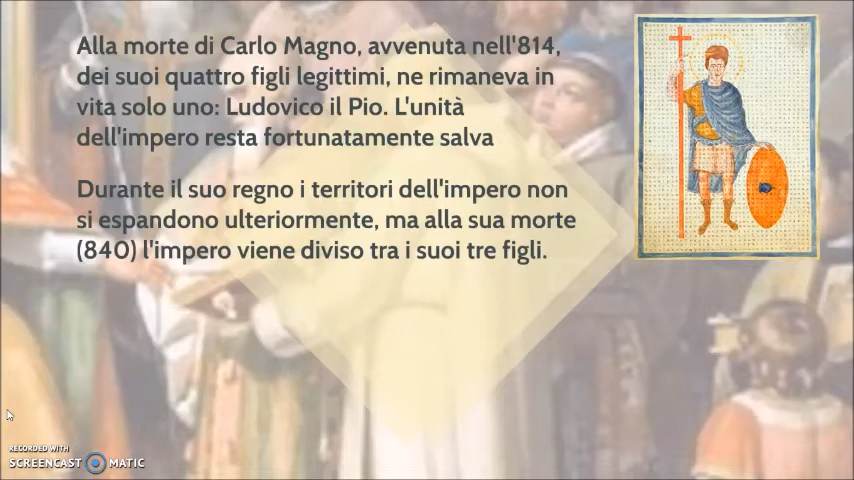 Alla morte di Carlo Magno, avvenuta nell'814,
dei suoi quattro figli legittimi, ne rimaneva in
vita solo uno: Ludovico il Pio. L'unità
dell'impero resta fortunatamente salva
Durante il suo regno i territori dell'impero non
si espandono ulteriormente, ma alla sua morte
(840) l'impero viene diviso tra i suoi tre figli.
RECORDED WITH
SCREENCAST MATIC